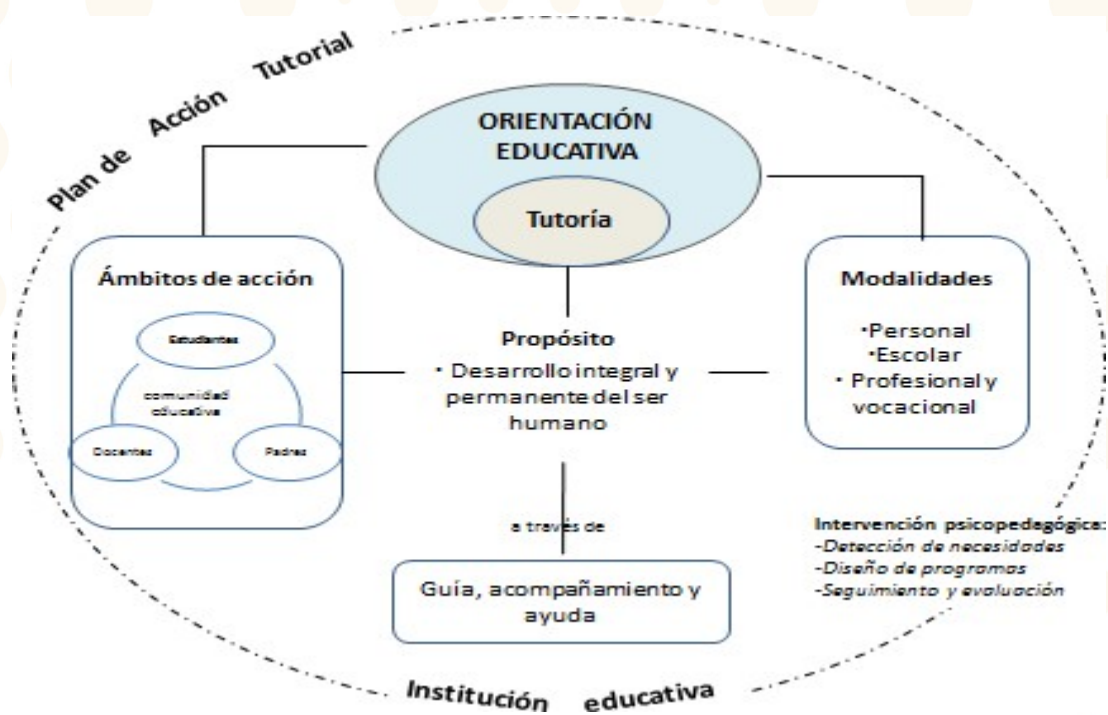 Plan de Acción Tutorial
ORIENTACIÓN
EDUCATIVA
Tutoría
Ámbitos de acción
Estudiantes
comunidad
educativa
Docentes
Padres
Propósito
• Desarrollo integral y
permanente del ser
humano
Modalidades
•Personal
•Escolar
• Profesional y
vocacional
a través de
Guía, acompañamiento y
ayuda
Intervención psicopedagógica:
-Detección de necesidades
-Diseño de programas
-Seguimiento y evaluación
Institución educativa